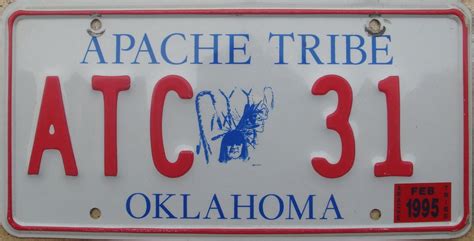 APACHE TRIBE
ATC 31
FEB
1995
OKLAHOMA